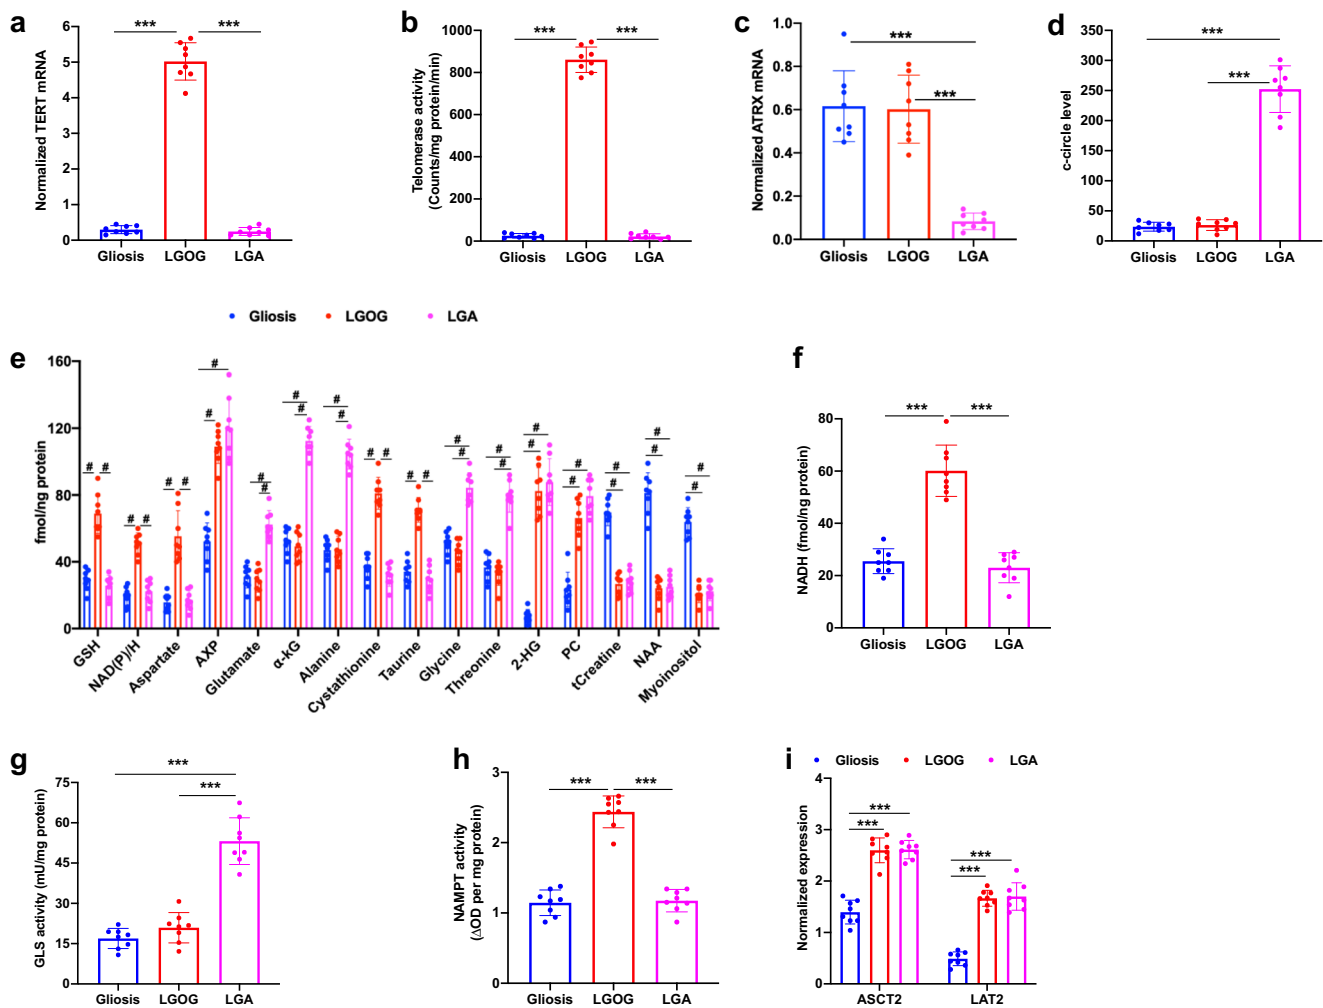 a
Normalized TERT mRNA
6
5
4
3
2
1
0
*** ***
Gliosis LGOG LGA
b
Telomerase activity
(Counts/mg protein/min)
1000
800
600
400
200
0
*** ***
Gliosis LGOG LGA
c
Normalized ATRX mRNA
1.0
0.8
0.6
0.4
0.2
0.0
***
***
Gliosis LGOG LGA
d
c-circle level
350
300
250
200
150
100
50
0
***
***
Gliosis LGOG LGA
Gliosis LGOG LGA
e
fmol/ng protein
160
120
80
40
0
# # # # # # # # # # # # # # # # # # # # # # # # # # # # # # # #
GSH
NAD(P)/H
Aspartate
AXP
Glutamate
α-kG
Alanine
Cystathionine
Taurine
Glycine
Threonine
2-HG
PC
tCreatine
NAA
Myoinositol
f
NADH (fmol/ng protein)
80
60
40
20
0
*** ***
Gliosis LGOG LGA
g
GLS activity (mU/mg protein)
75
60
45
30
15
0
***
***
Gliosis LGOG LGA
h
NAMPT activity
(ΔOD per mg protein)
3
2
1
0
*** ***
Gliosis LGOG LGA
i
Gliosis LGOG LGA
Normalized expression
4
3
2
1
0
***
***
***
***
ASCT2 LAT2